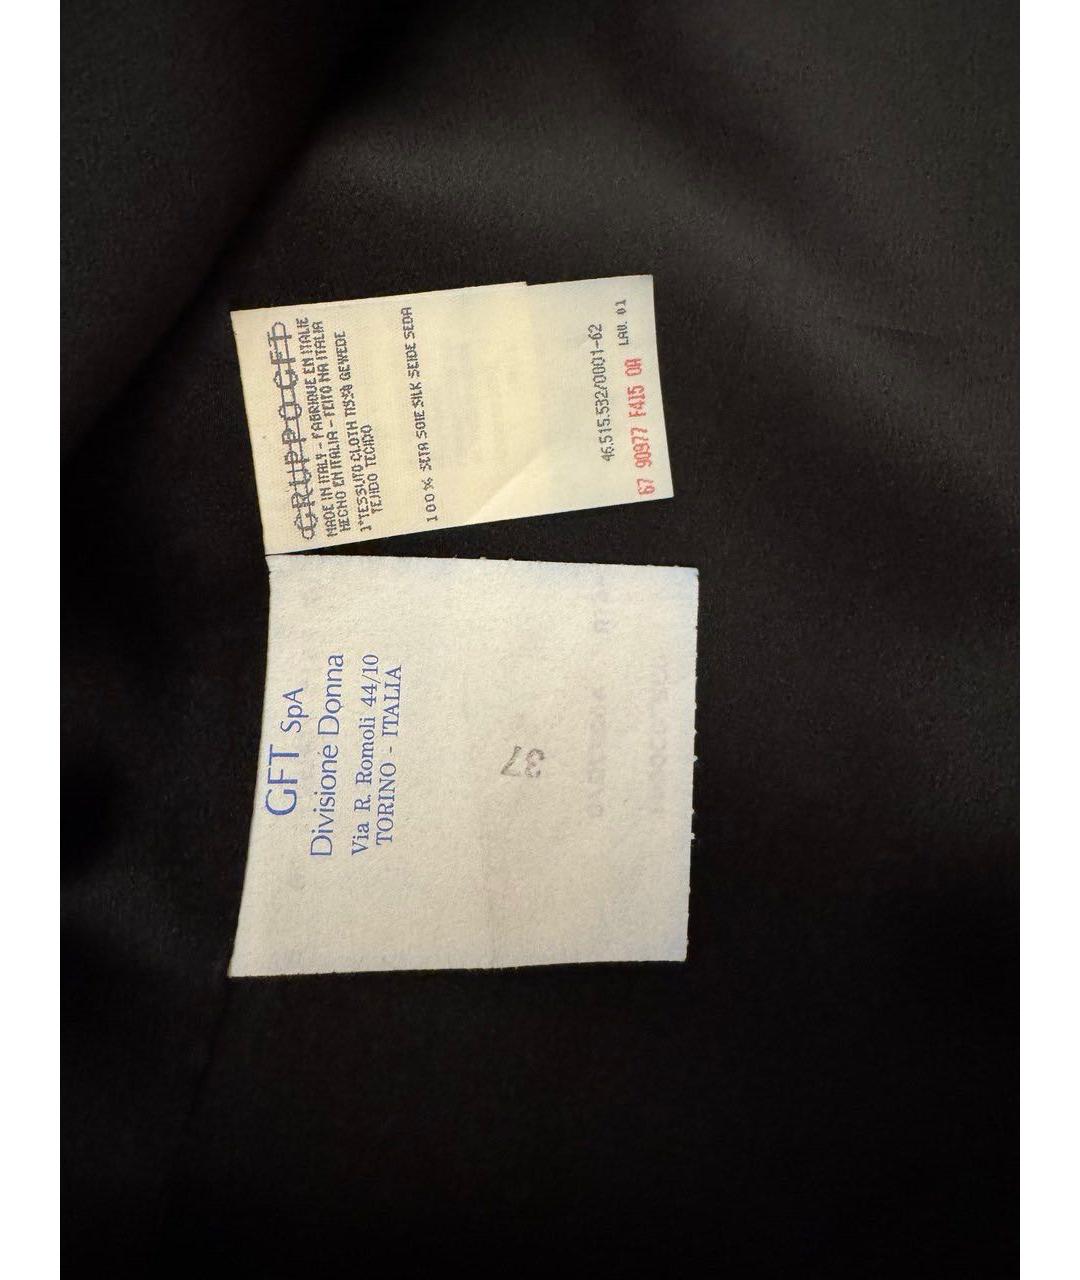 GRUPPO GFT
MADE IN ITALY - FABRIQUE EN ITALIE
HECHO EN ITALIA - FEITO NA ITALIA
1°TESSUTO CLOTH TISSU GEWEDE
TEJIDO TECIDO
100% SETA SOIE SILK SEIDE SEDA
46.515.532/0001-62
LAV. 01
67 90977 F415 OA
GFT SpA
Divisione Donna
Via R. Romoli 44/10
TORINO - ITALIA
37